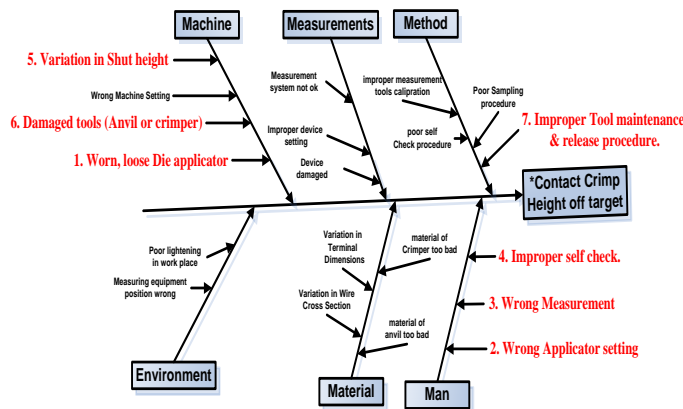 Machine
Measurements
Method
5. Variation in Shut height
Wrong Machine Setting
6. Damaged tools (Anvil or crimper)
1. Worn, loose Die applicator
Measurement
system not ok
Improper device
setting
Device
damaged
improper measurement
tools calipration
poor self
Check procedure
Poor Sampling
procedure
7. Improper Tool maintenance
& release procedure.
*Contact Crimp
Height off target
Poor lightening
in work place
Measuring equipment
position wrong
Variation in
Terminal
Dimensions
Variation in Wire
Cross Section
material of
Crimper too bad
material of
anvil too bad
4. Improper self check.
3. Wrong Measurement
2. Wrong Applicator setting
Environment
Material
Man